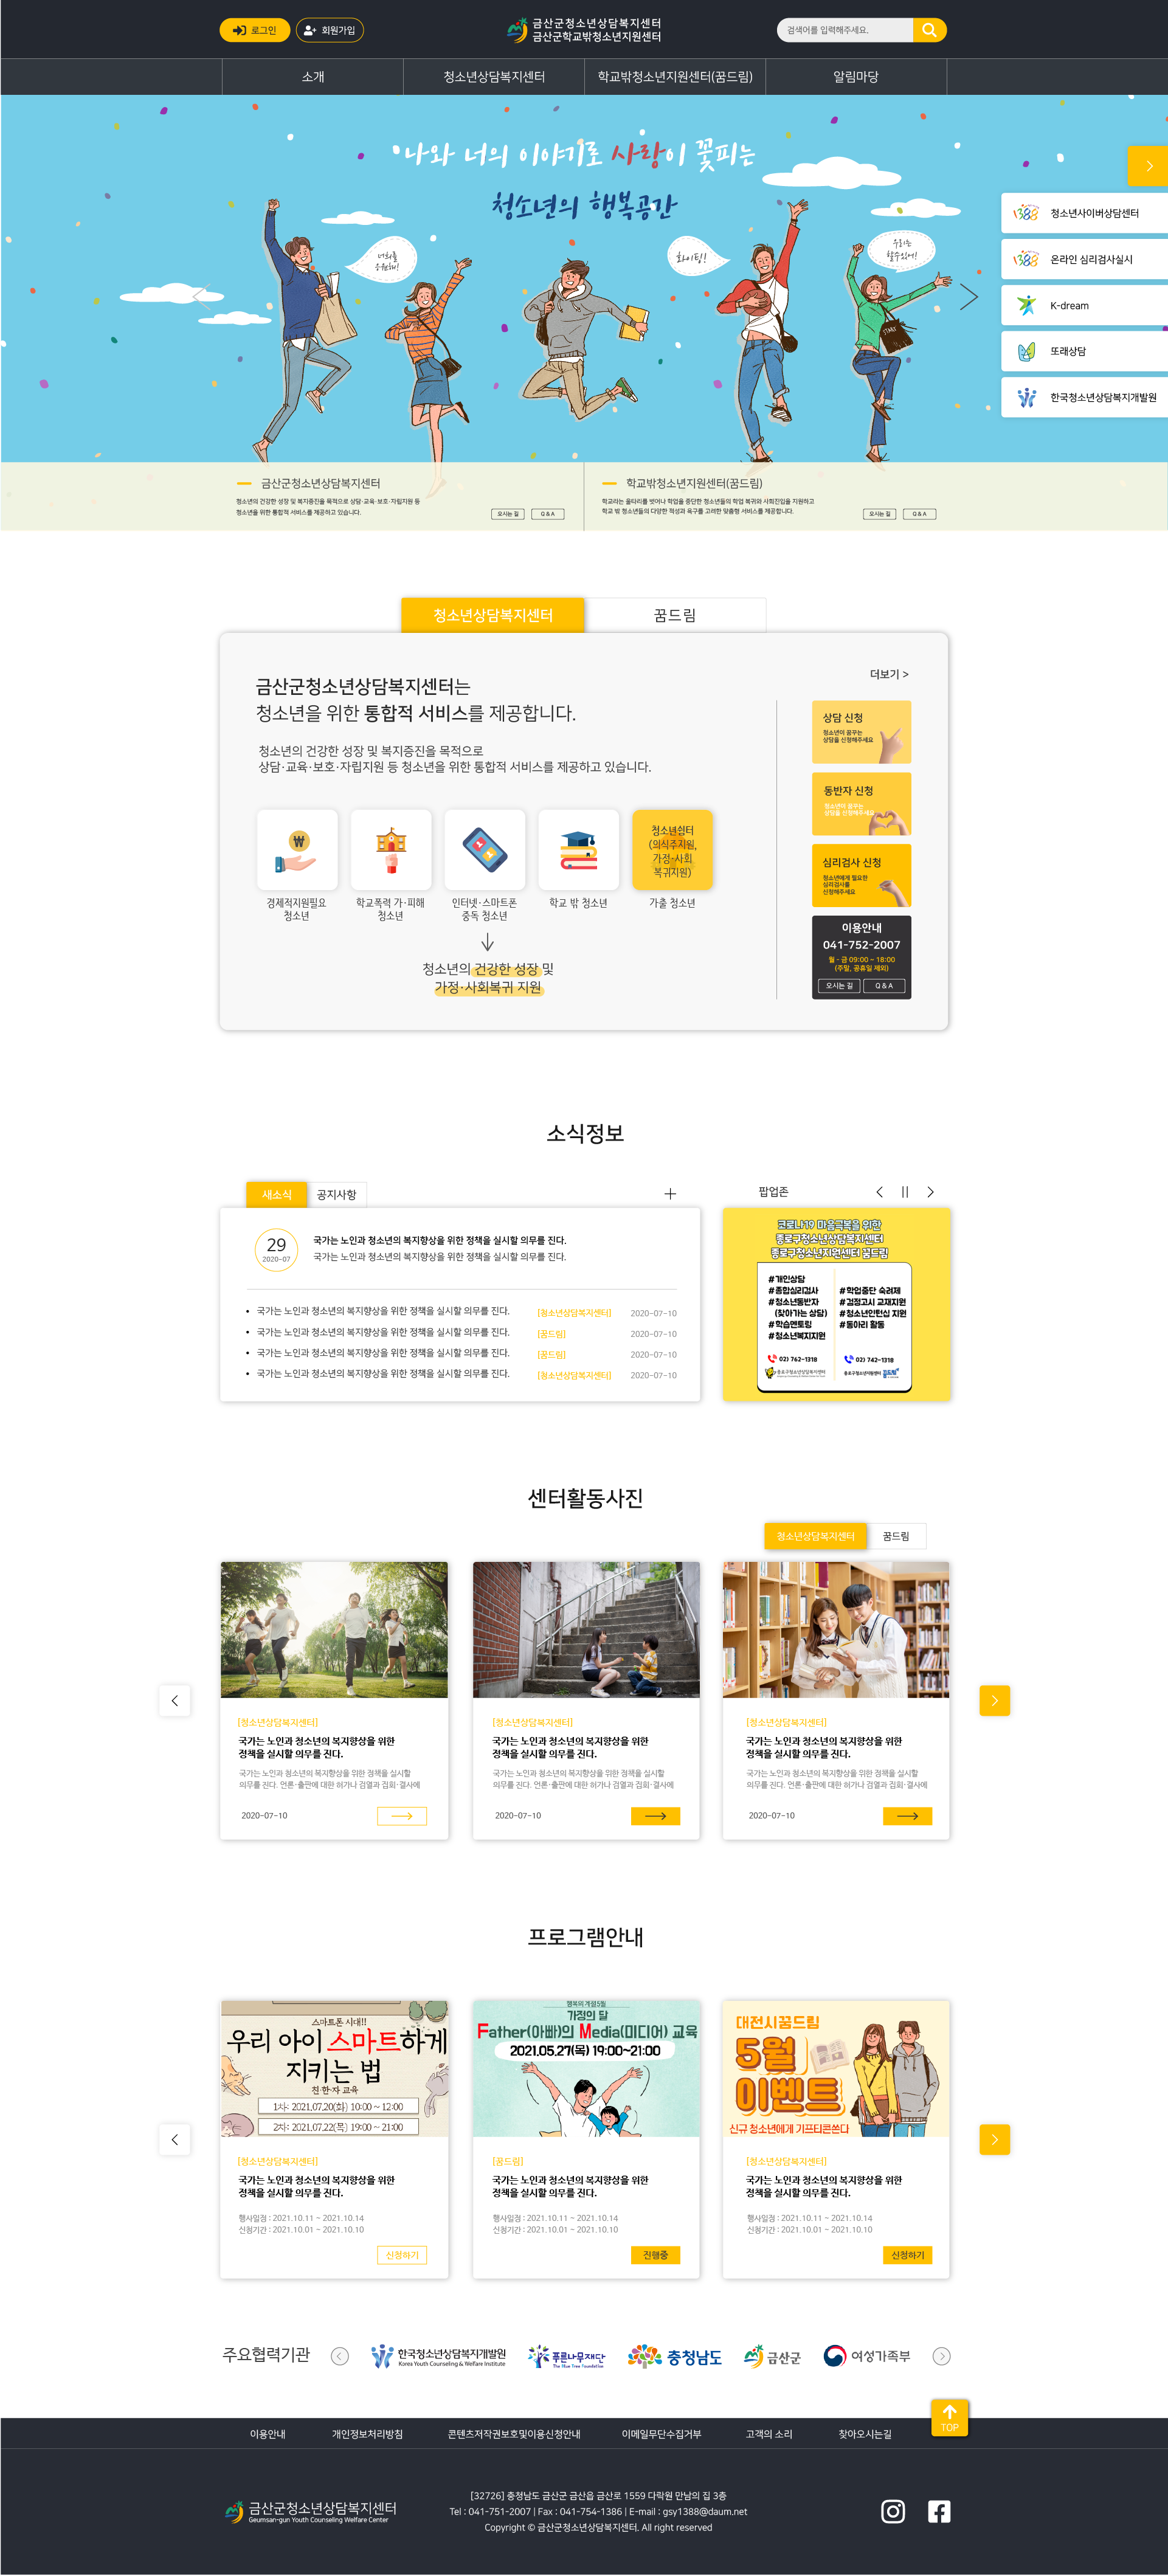 로그인
회원가입
금산군청소년상담복지센터
금산군학교밖청소년지원센터
검색어를 입력해주세요.
소개
청소년상담복지센터
학교밖청소년지원센터(꿈드림)
알림마당
나와 너의 이야기로 사랑이 꽃피는
청소년의 행복공간
너희를
응원해!
화이팅!
우리는
할수있어!
청소년사이버상담센터
온라인 심리검사실시
K-dream
또래상담
한국청소년상담복지개발원
금산군청소년상담복지센터
청소년의 건강한 성장 및 복지증진을 목적으로 상담·교육·보호·자립지원 등
청소년을 위한 통합적 서비스를 제공하고 있습니다.
오시는 길
Q & A
학교밖청소년지원센터(꿈드림)
학교라는 울타리를 벗어나 학업을 중단한 청소년들의 학업 복귀와 사회진입을 지원하고
학교 밖 청소년들의 다양한 적성과 욕구를 고려한 맞춤형 서비스를 제공합니다.
오시는 길
Q & A
청소년상담복지센터
꿈드림
더보기 >
금산군청소년상담복지센터는
청소년을 위한 통합적 서비스를 제공합니다.
청소년의 건강한 성장 및 복지증진을 목적으로
상담·교육·보호·자립지원 등 청소년을 위한 통합적 서비스를 제공하고 있습니다.
경제적지원필요
청소년
학교폭력 가·피해
청소년
인터넷·스마트폰
중독 청소년
학교 밖 청소년
청소년쉼터
(의식주지원,
가정·사회
복귀지원)
가출 청소년
청소년의 건강한 성장 및
가정·사회복귀 지원
상담 신청
청소년이 꿈꾸는
상담을 신청해주세요
동반자 신청
청소년이 꿈꾸는
상담을 신청해주세요
심리검사 신청
청소년에게 필요한
심리검사를
신청해주세요
이용안내
041-752-2007
월 - 금 09:00 ~ 18:00
(주말, 공휴일 제외)
오시는 길
Q & A
소식정보
새소식
공지사항
29
2020-07
국가는 노인과 청소년의 복지향상을 위한 정책을 실시할 의무를 진다.
국가는 노인과 청소년의 복지향상을 위한 정책을 실시할 의무를 진다.
• 국가는 노인과 청소년의 복지향상을 위한 정책을 실시할 의무를 진다. [청소년상담복지센터] 2020-07-10
• 국가는 노인과 청소년의 복지향상을 위한 정책을 실시할 의무를 진다. [꿈드림] 2020-07-10
• 국가는 노인과 청소년의 복지향상을 위한 정책을 실시할 의무를 진다. [꿈드림] 2020-07-10
• 국가는 노인과 청소년의 복지향상을 위한 정책을 실시할 의무를 진다. [청소년상담복지센터] 2020-07-10
팝업존
코로나19 마음극복을 위한
종로구청소년상담복지센터
종로구청소년지원센터 꿈드림
#개인상담
#종합심리검사
#청소년동반자
(찾아가는 상담)
#학습멘토링
#청소년복지지원
02) 762-1318
종로구청소년상담복지센터
#학업중단 숙려제
#검정고시 교재지원
#청소년인턴십 지원
#동아리 활동
02) 742-1318
종로구청소년지원센터 꿈드림
센터활동사진
청소년상담복지센터
꿈드림
[청소년상담복지센터]
국가는 노인과 청소년의 복지향상을 위한
정책을 실시할 의무를 진다.
국가는 노인과 청소년의 복지향상을 위한 정책을 실시할
의무를 진다. 언론·출판에 대한 허가나 검열과 집회·결사에
2020-07-10
[청소년상담복지센터]
국가는 노인과 청소년의 복지향상을 위한
정책을 실시할 의무를 진다.
국가는 노인과 청소년의 복지향상을 위한 정책을 실시할
의무를 진다. 언론·출판에 대한 허가나 검열과 집회·결사에
2020-07-10
[청소년상담복지센터]
국가는 노인과 청소년의 복지향상을 위한
정책을 실시할 의무를 진다.
국가는 노인과 청소년의 복지향상을 위한 정책을 실시할
의무를 진다. 언론·출판에 대한 허가나 검열과 집회·결사에
2020-07-10
프로그램안내
스마트폰 시대!!
우리 아이 스마트하게
지키는 법
친·한·자 교육
1차: 2021.07.20(화) 10:00 ~ 12:00
2차: 2021.07.22(목) 19:00 ~ 21:00
[청소년상담복지센터]
국가는 노인과 청소년의 복지향상을 위한
정책을 실시할 의무를 진다.
행사일정 : 2021.10.11 ~ 2021.10.14
신청기간 : 2021.10.01 ~ 2021.10.10
신청하기
행복의 계절 5월
가정의 달
Father(아빠)의 Media(미디어) 교육
2021.05.27(목) 19:00~21:00
[꿈드림]
국가는 노인과 청소년의 복지향상을 위한
정책을 실시할 의무를 진다.
행사일정 : 2021.10.11 ~ 2021.10.14
신청기간 : 2021.10.01 ~ 2021.10.10
진행중
대전시꿈드림
5월
이벤트
신규 청소년에게 기프티콘쏜다
[청소년상담복지센터]
국가는 노인과 청소년의 복지향상을 위한
정책을 실시할 의무를 진다.
행사일정 : 2021.10.11 ~ 2021.10.14
신청기간 : 2021.10.01 ~ 2021.10.10
신청하기
주요협력기관
한국청소년상담복지개발원
Korea Youth Counseling & Welfare Institute
푸른나무재단
The Blue Tree Foundation
충청남도
금산군
여성가족부
TOP
이용안내
개인정보처리방침
콘텐츠저작권보호및이용신청안내
이메일무단수집거부
고객의 소리
찾아오시는길
금산군청소년상담복지센터
Geumsan-gun Youth Counseling Welfare Center
[32726] 충청남도 금산군 금산읍 금산로 1559 다락원 만남의 집 3층
Tel : 041-751-2007 | Fax : 041-754-1386 | E-mail : gsy1388@daum.net
Copyright © 금산군청소년상담복지센터. All right reserved